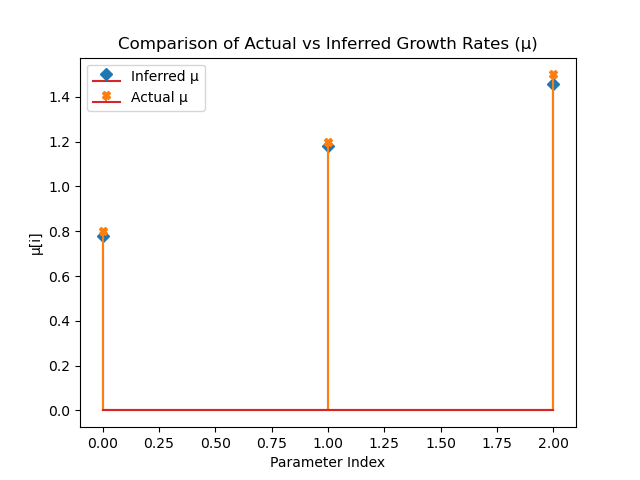 Comparison of Actual vs Inferred Growth Rates (μ)
Inferred μ
Actual μ
1.4
1.2
1.0
0.8
0.6
0.4
0.2
0.0
μ[i]
0.00 0.25 0.50 0.75 1.00 1.25 1.50 1.75 2.00
Parameter Index